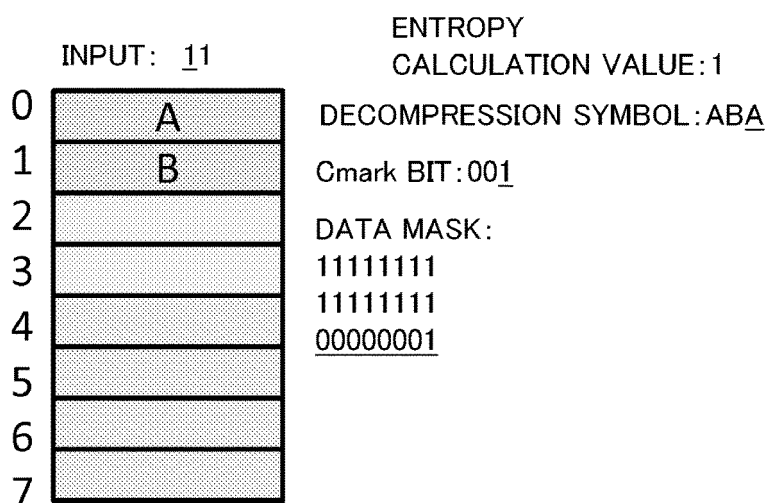 INPUT: 11
ENTROPY
CALCULATION VALUE:1
0 A
1 B
2
3
4
5
6
7
DECOMPRESSION SYMBOL:ABA
Cmark BIT:001
DATA MASK:
11111111
11111111
00000001